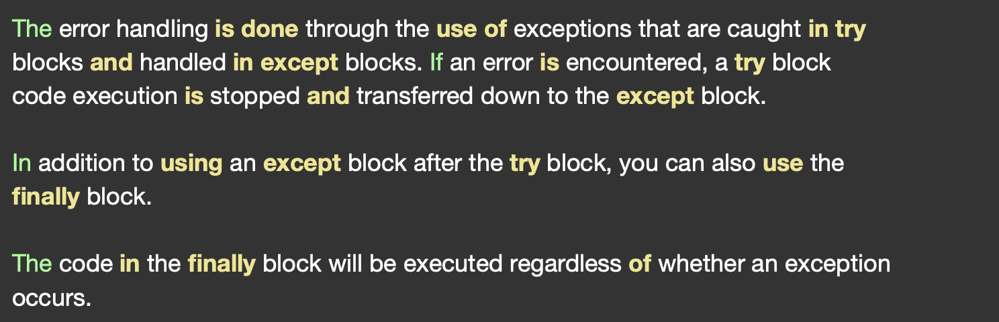 The error handling is done through the use of exceptions that are caught in try
blocks and handled in except blocks. If an error is encountered, a try block
code execution is stopped and transferred down to the except block.
In addition to using an except block after the try block, you can also use the
finally block.
The code in the finally block will be executed regardless of whether an exception
occurs.